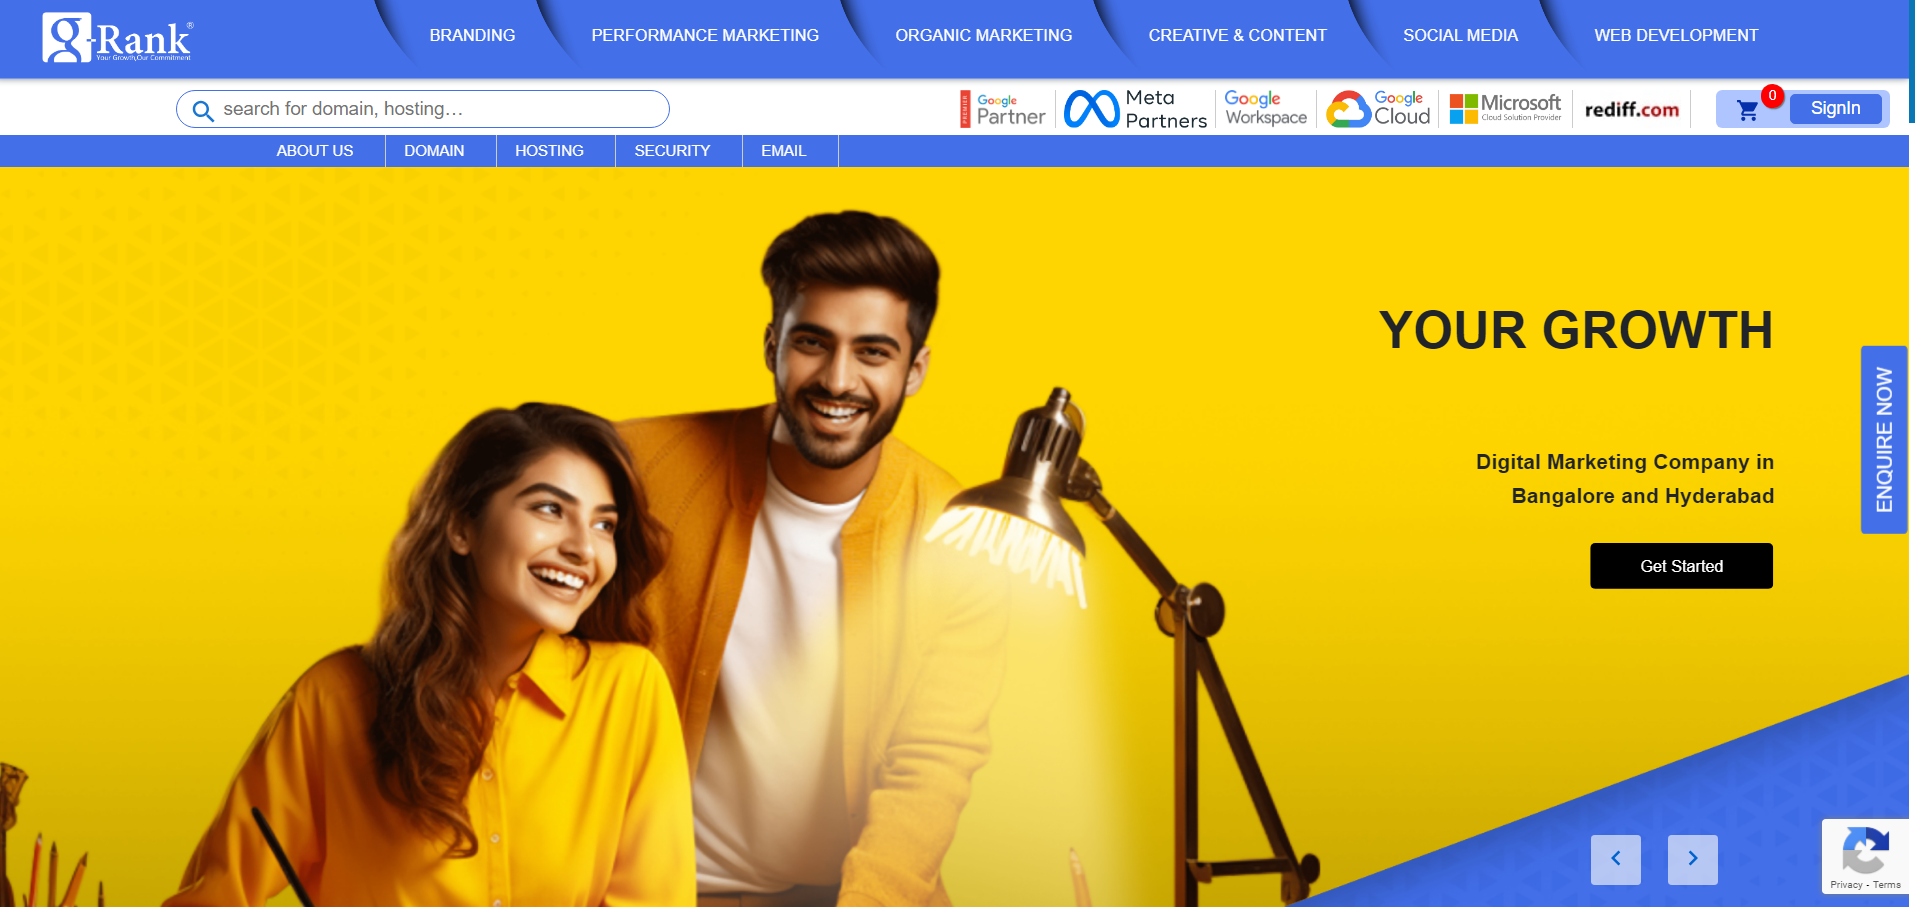 g-Rank®
Your Growth,Our Commitment
BRANDING
PERFORMANCE MARKETING
ORGANIC MARKETING
CREATIVE & CONTENT
SOCIAL MEDIA
WEB DEVELOPMENT
search for domain, hosting...
PREMIER
Google
Partner
Meta
Partners
Google
Workspace
Google
Cloud
Microsoft
Cloud Solution Provider
rediff.com
0
SignIn
ABOUT US
DOMAIN
HOSTING
SECURITY
EMAIL
YOUR GROWTH
Digital Marketing Company in
Bangalore and Hyderabad
Get Started
ENQUIRE NOW
Privacy - Terms